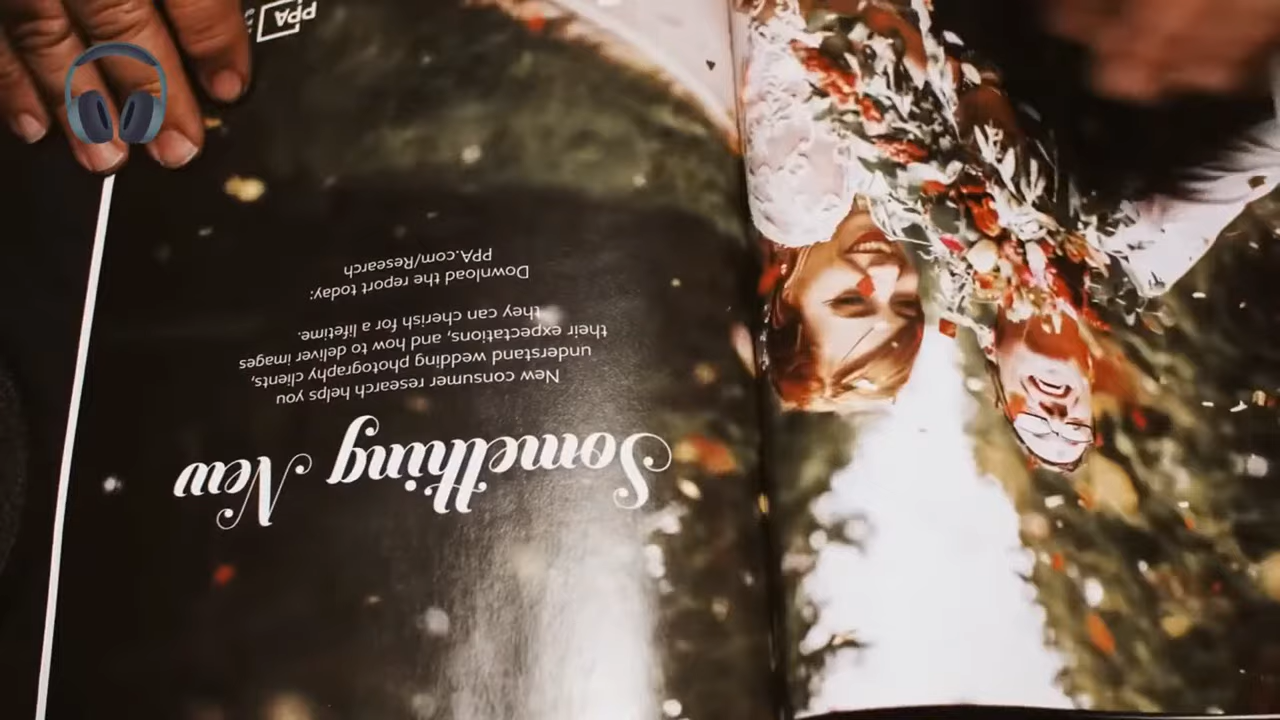 Something New
New consumer research helps you
understand wedding photography clients,
their expectations, and how to deliver images
they can cherish for a lifetime.
Download the report today:
PPA.com/Research
PPA